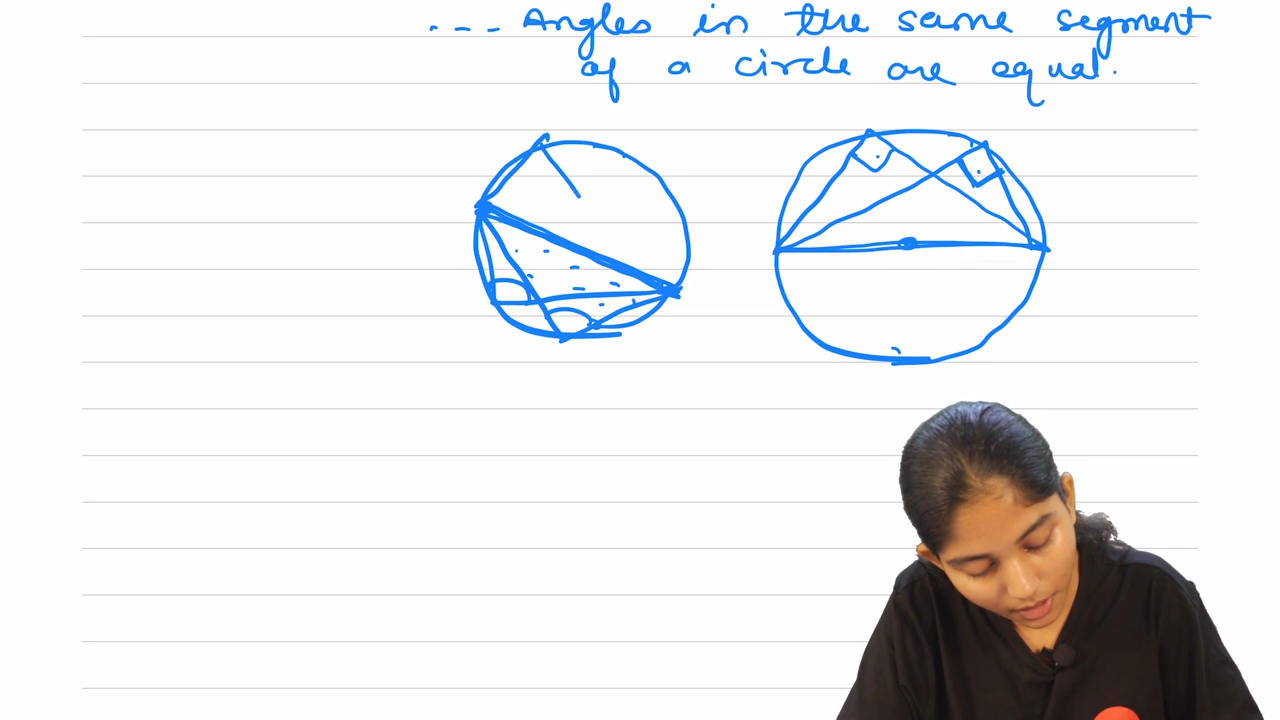 --- Angles in the same segment
of a circle are equal.